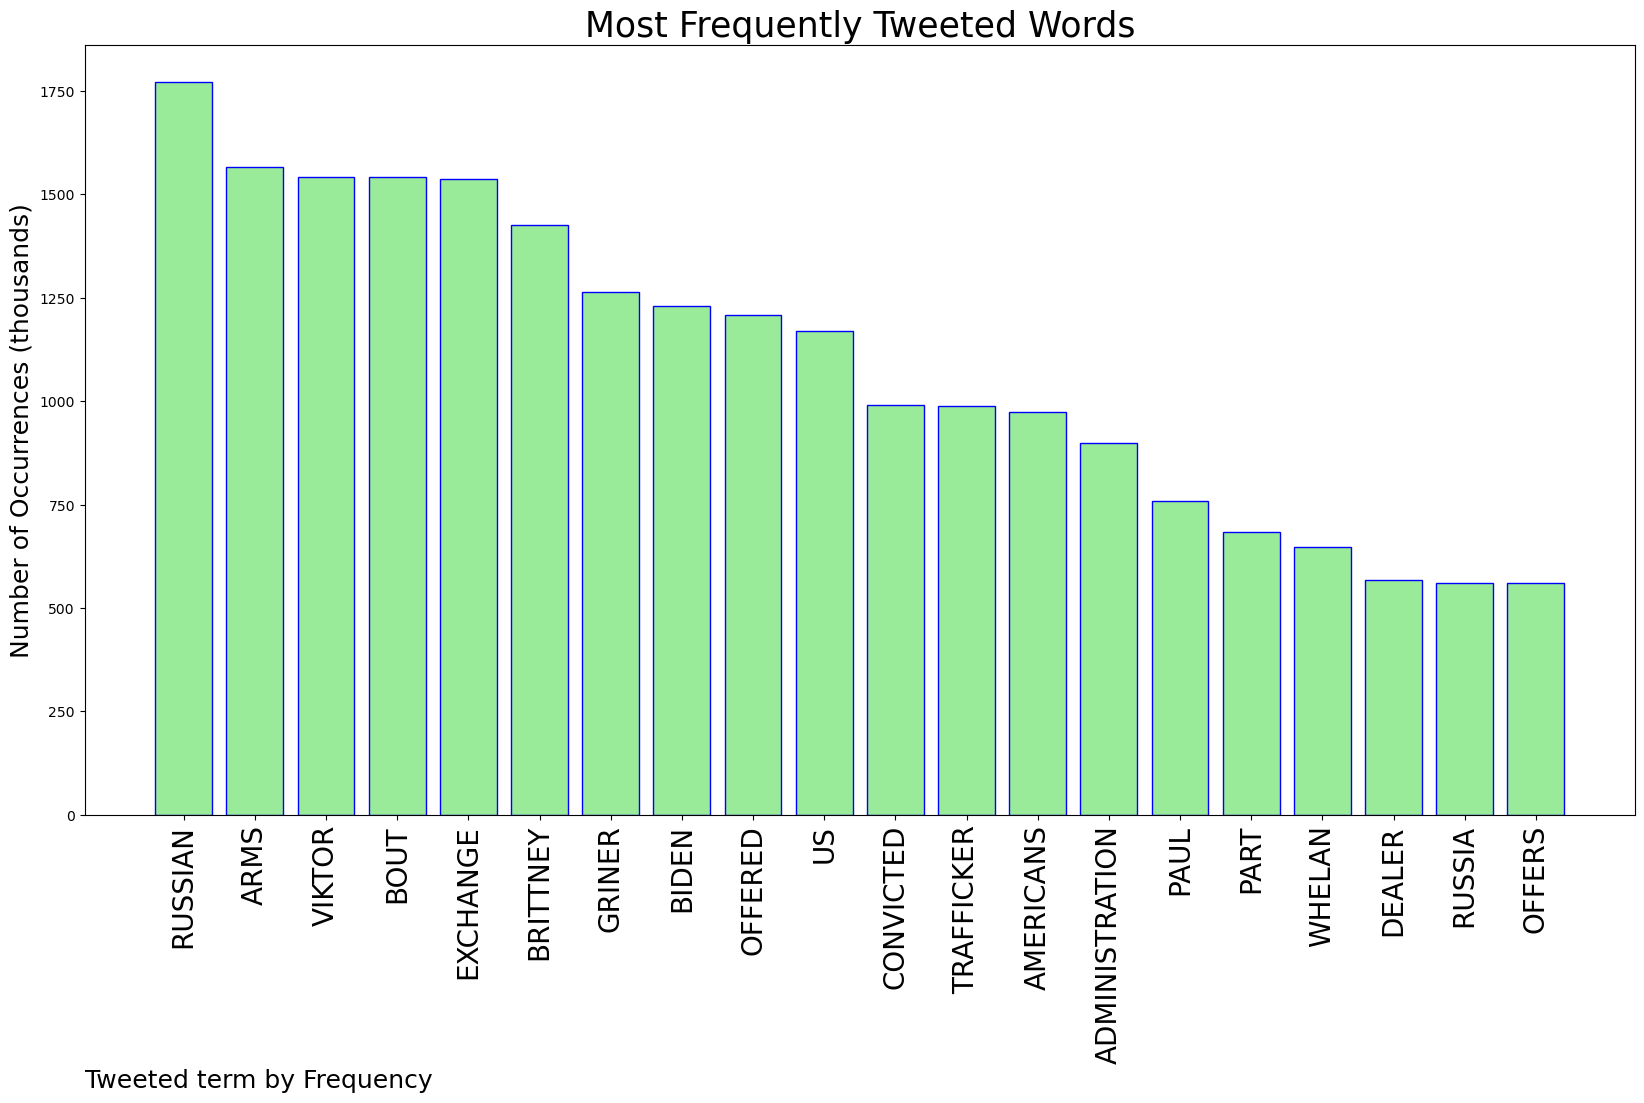 Most Frequently Tweeted Words
Number of Occurrences (thousands)
1750
1500
1250
1000
750
500
250
0
RUSSIAN
ARMS
VIKTOR
BOUT
EXCHANGE
BRITTNEY
GRINER
BIDEN
OFFERED
US
CONVICTED
TRAFFICKER
AMERICANS
ADMINISTRATION
PAUL
PART
WHELAN
DEALER
RUSSIA
OFFERS
Tweeted term by Frequency